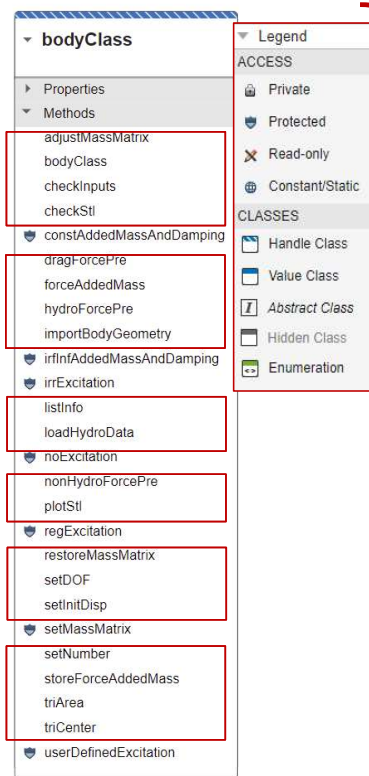 bodyClass
Properties
Methods
adjustMassMatrix
bodyClass
checkInputs
checkStl
constAddedMassAndDamping
dragForcePre
forceAddedMass
hydroForcePre
importBodyGeometry
irfInfAddedMassAndDamping
irrExcitation
listInfo
loadHydroData
noExcitation
nonHydroForcePre
plotStl
regExcitation
restoreMassMatrix
setDOF
setInitDisp
setMassMatrix
setNumber
storeForceAddedMass
triArea
triCenter
userDefinedExcitation
Legend
ACCESS
Private
Protected
Read-only
Constant/Static
CLASSES
Handle Class
Value Class
I Abstract Class
Hidden Class
Enumeration